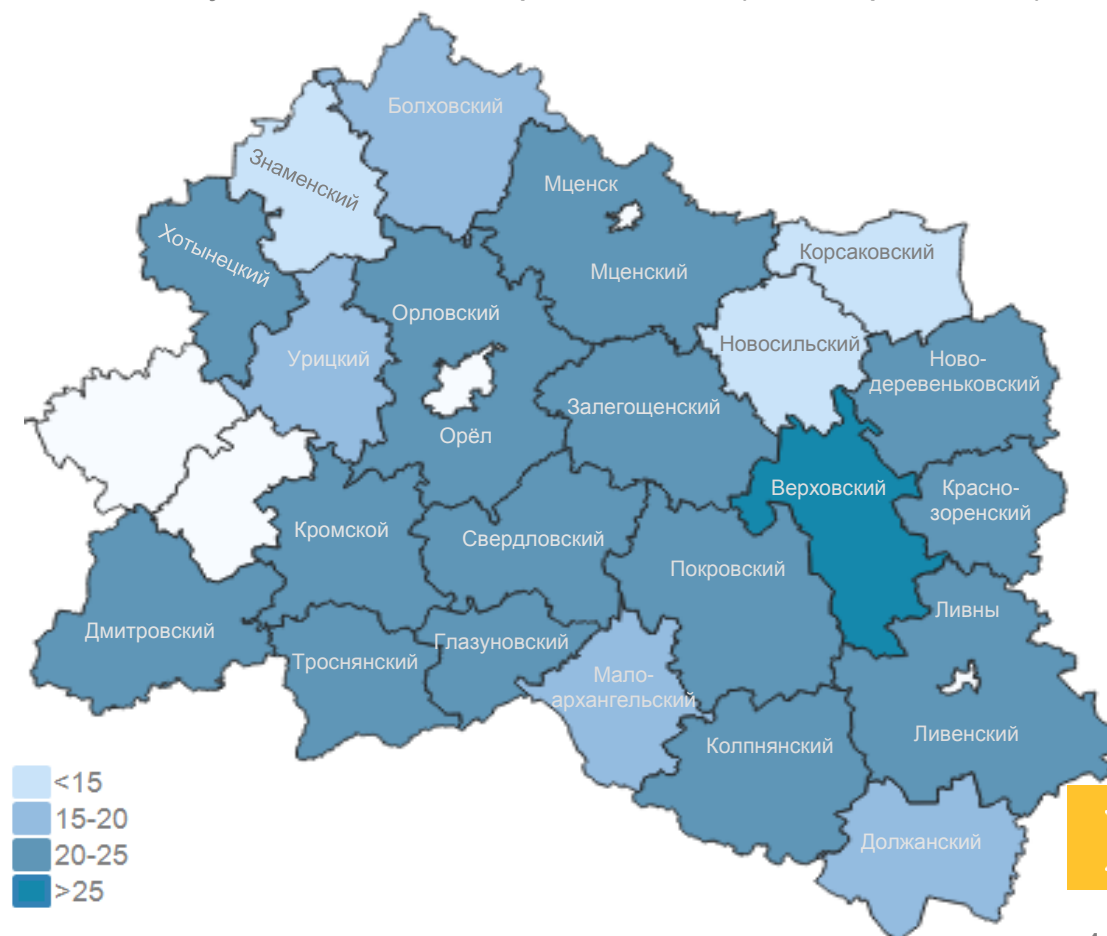 Болховский
Знаменский
Мценск
Хотынецкий
Корсаковский
Мценский
Орловский
Новосильский
Урицкий
Ново-
деревеньковский
Залегощенский
Орёл
Верховский
Красно-
зоренский
Кромской
Свердловский
Покровский
Ливны
Дмитровский
Глазуновский
Троснянский
Мало-
архангельский
Ливенский
Колпнянский
Должанский
<15
15-20
20-25
>25